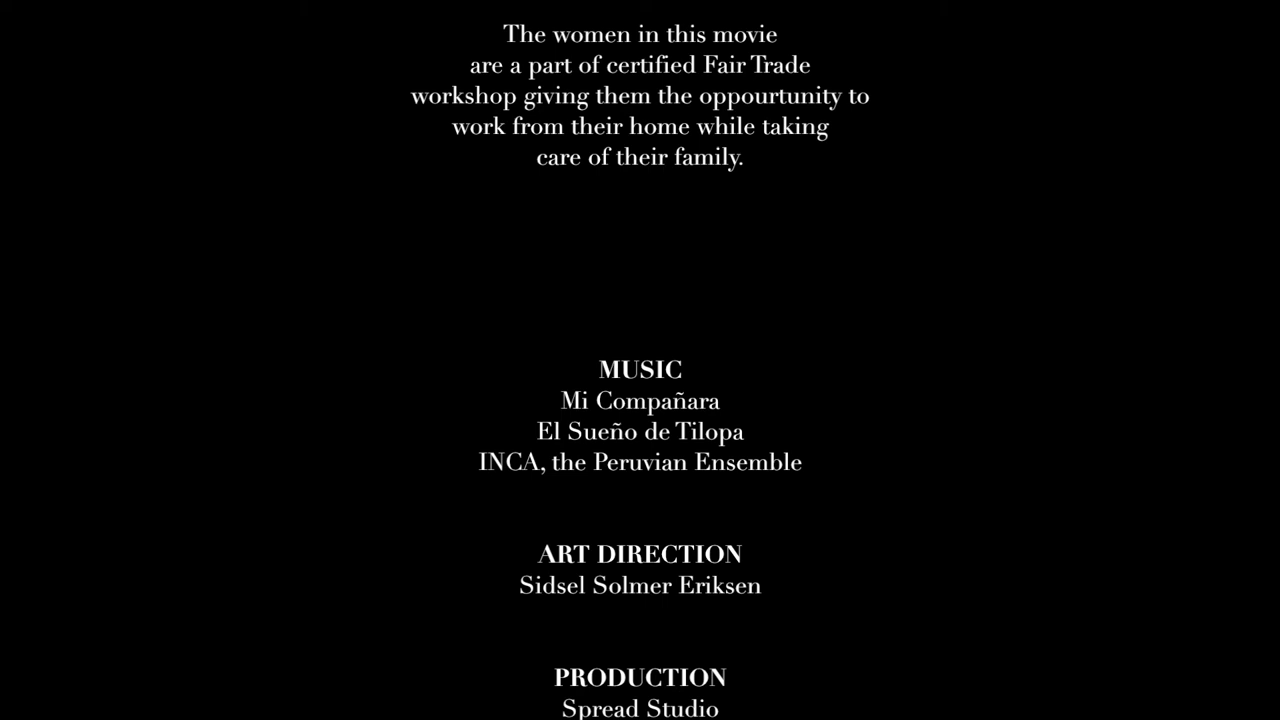 The women in this movie
are a part of certified Fair Trade
workshop giving them the oppourtunity to
work from their home while taking
care of their family.
MUSIC
Mi Compañara
El Sueño de Tilopa
INCA, the Peruvian Ensemble
ART DIRECTION
Sidsel Solmer Eriksen
PRODUCTION
Spread Studio